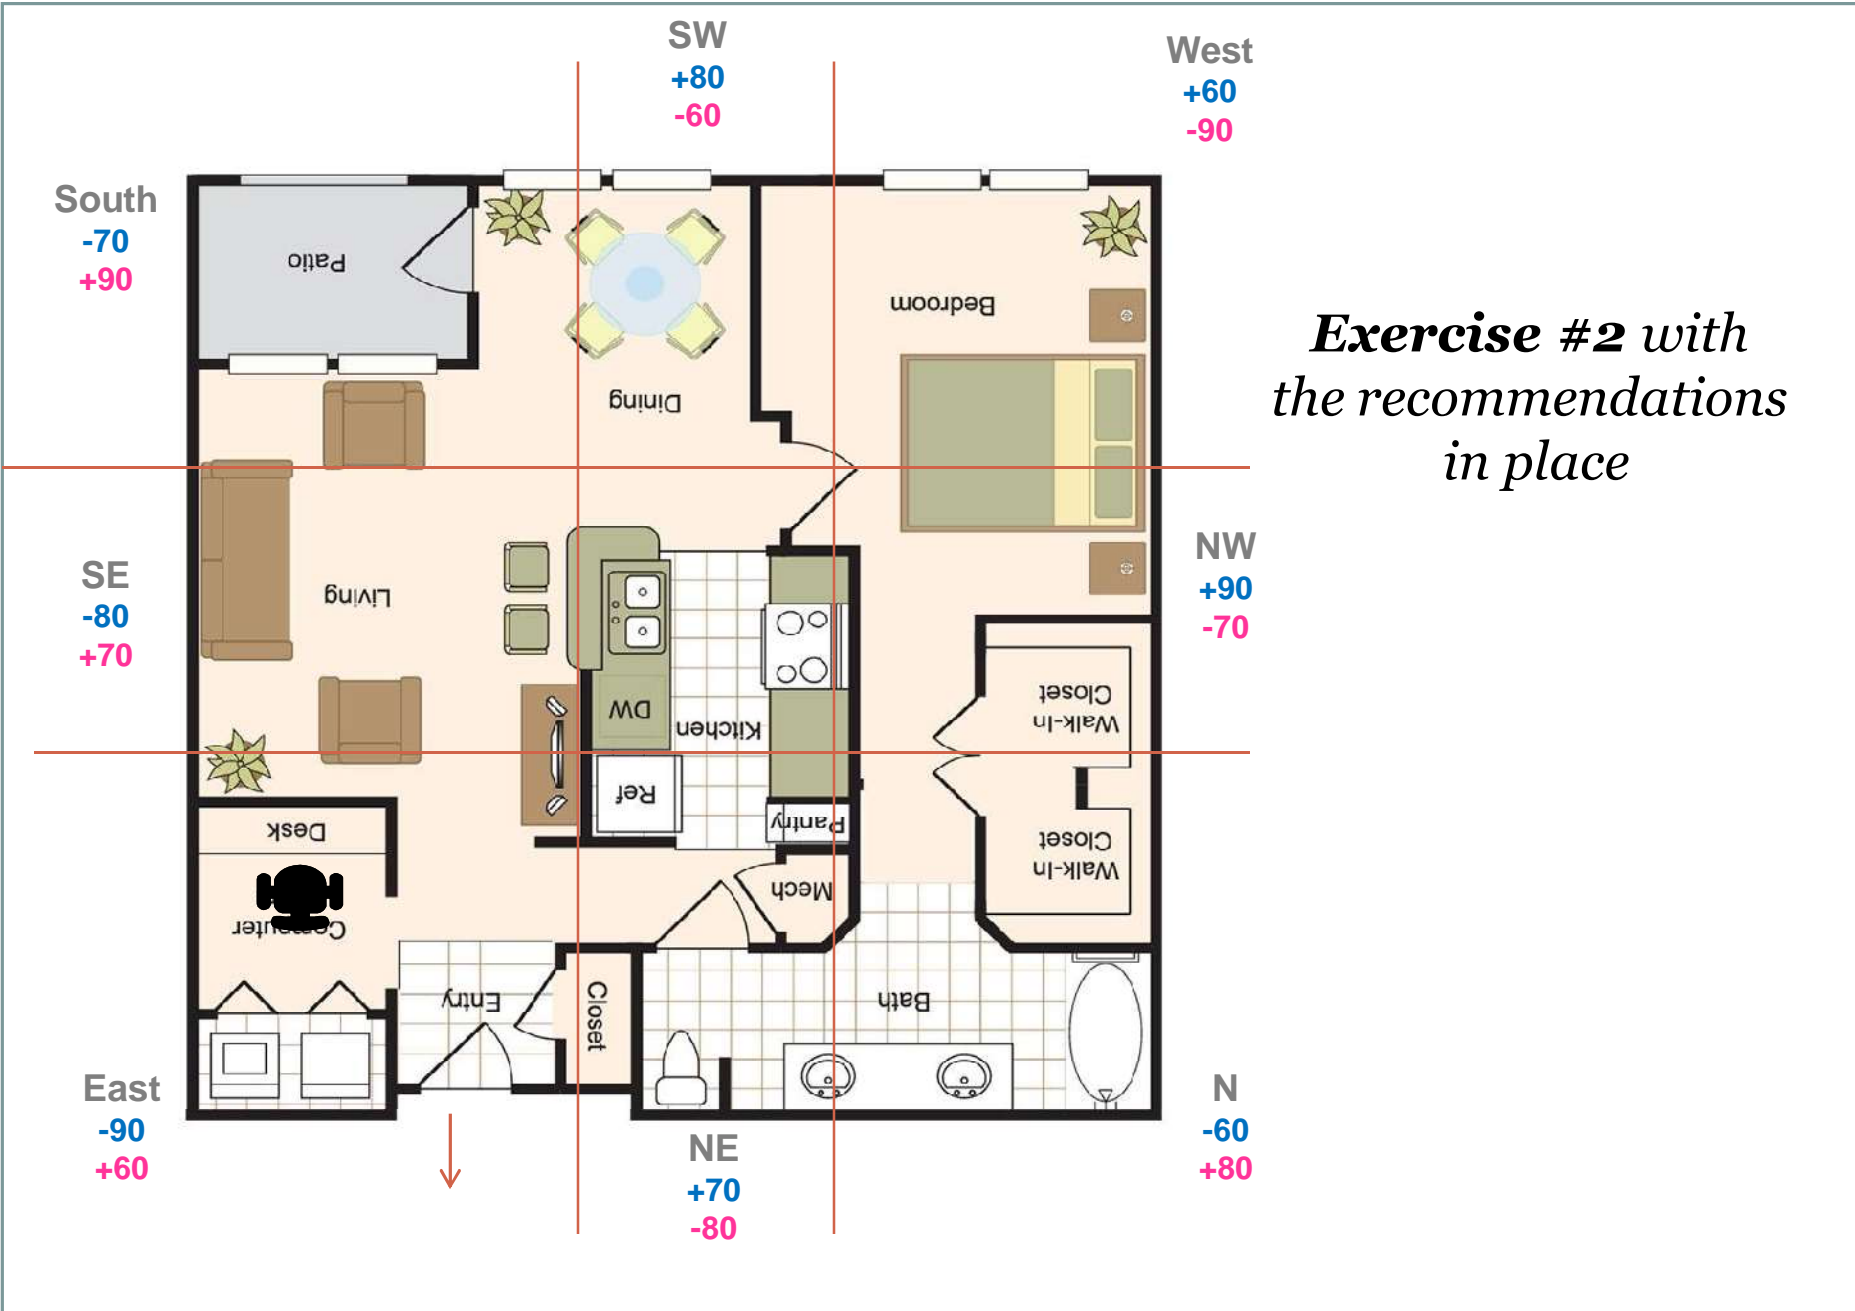 SW
+80
-60
West
+60
-90
South
-70
+90
Patio
Bedroom
Exercise #2 with
the recommendations
in place
Dining
SE
-80
+70
Living
NW
+90
-70
Walk-In
Closet
DW
Kitchen
Ref
Pantry
Desk
Walk-In
Closet
Mech
Computer
Entry
Closet
Bath
East
-90
+60
NE
+70
-80
N
-60
+80